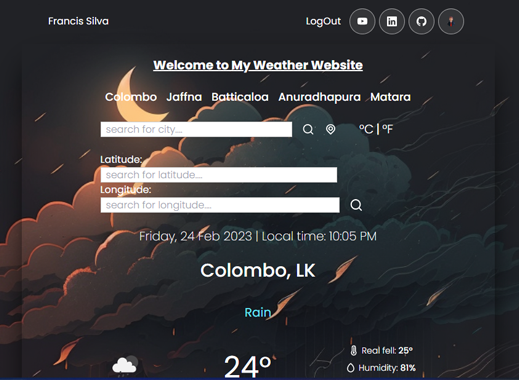 Francis Silva LogOut
Welcome to My Weather Website
Colombo Jaffna Batticaloa Anuradhapura Matara
search for city.... °C | °F
Latitude:
search for latitude....
Longitude:
search for longitude....
Friday, 24 Feb 2023 | Local time: 10:05 PM
Colombo, LK
Rain
24°
Real fell: 25°
Humidity: 81%